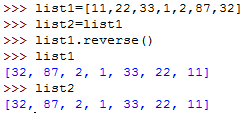 >>> list1=[11,22,33,1,2,87,32]
>>> list2=list1
>>> list1.reverse()
>>> list1
[32, 87, 2, 1, 33, 22, 11]
>>> list2
[32, 87, 2, 1, 33, 22, 11]